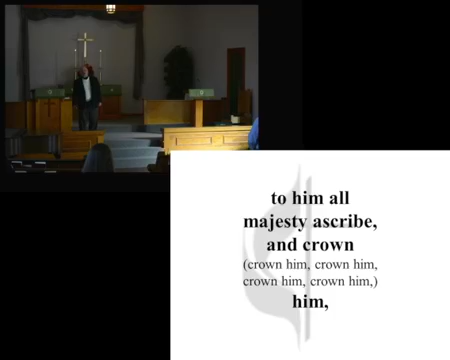 to him all
majesty ascribe,
and crown
(crown him, crown him,
crown him, crown him,)
him,